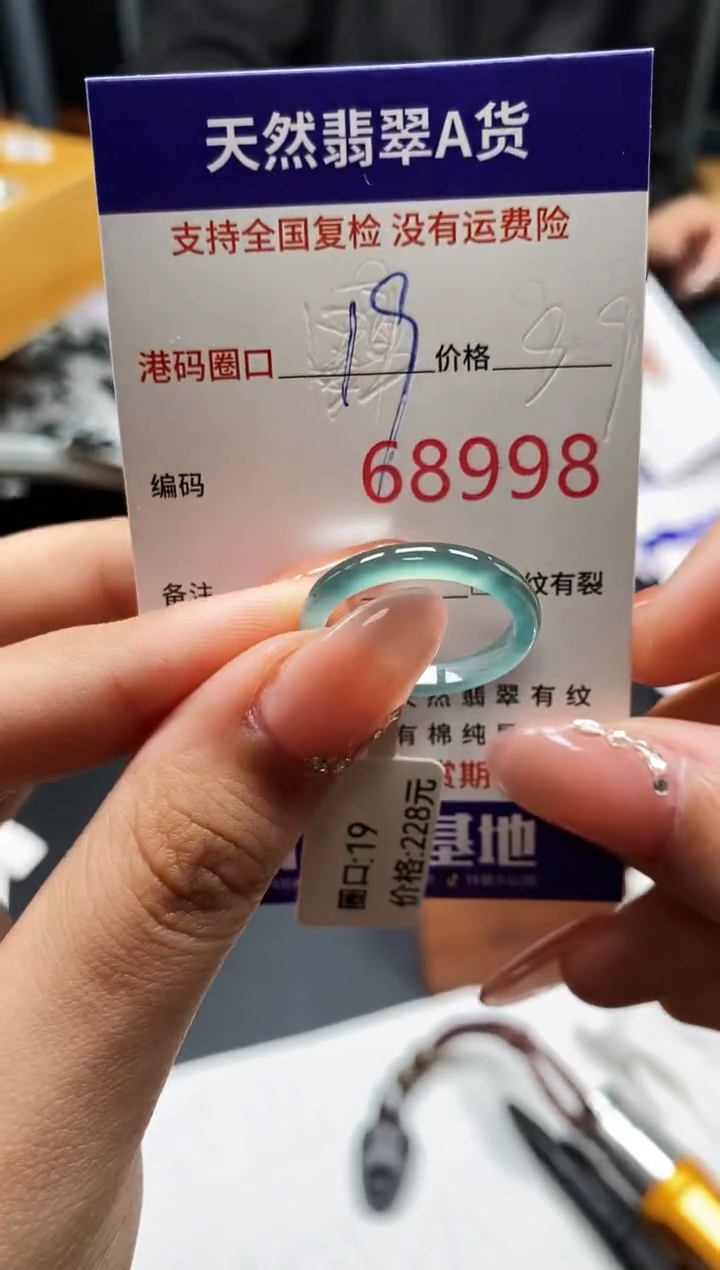 天然翡翠A货
支持全国复检 没有运费险
港码圈口 19 价格
编码 68998
备注 纹有裂
然翡翠有纹
有棉纯
赏期
基地
圈口:19
价格:228元